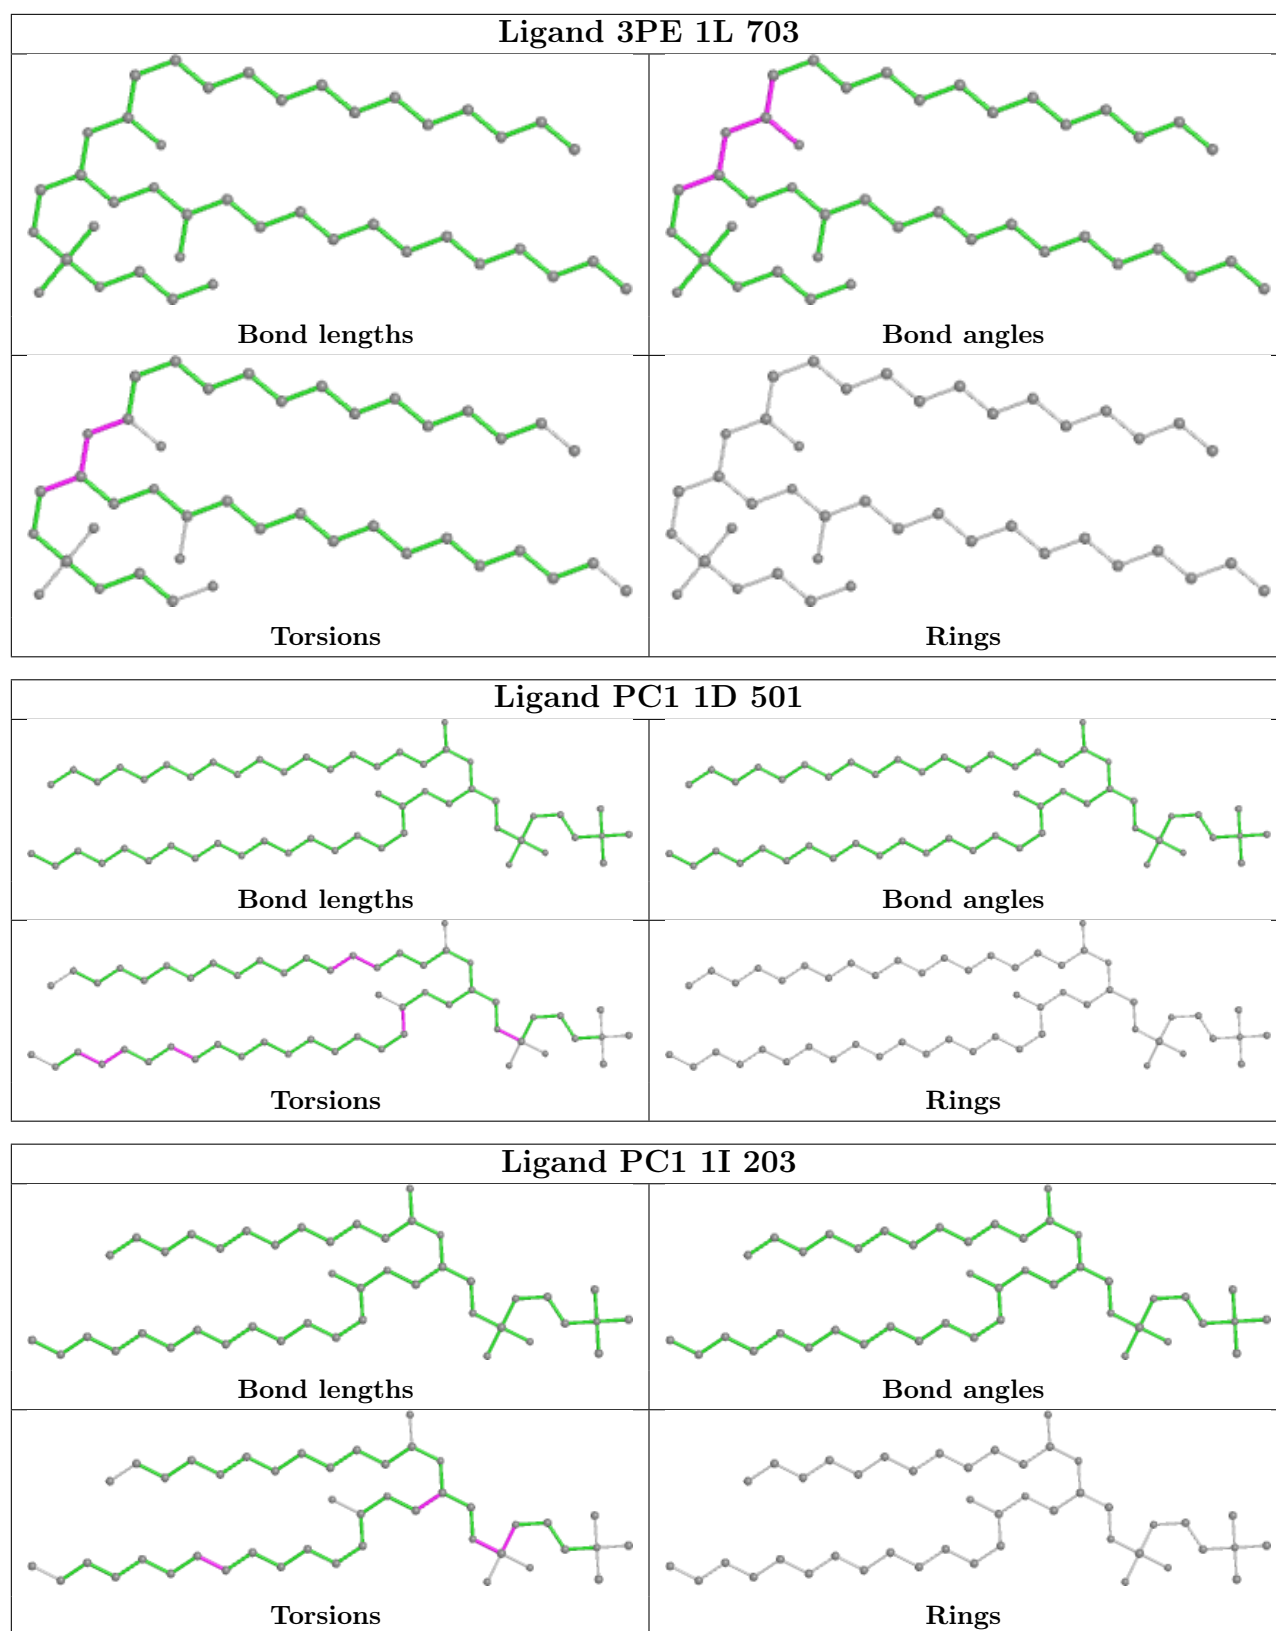 Ligand 3PE 1L 703
Bond lengths
Bond angles
Torsions
Rings
Ligand PC1 1D 501
Bond lengths
Bond angles
Torsions
Rings
Ligand PC1 1I 203
Bond lengths
Bond angles
Torsions
Rings